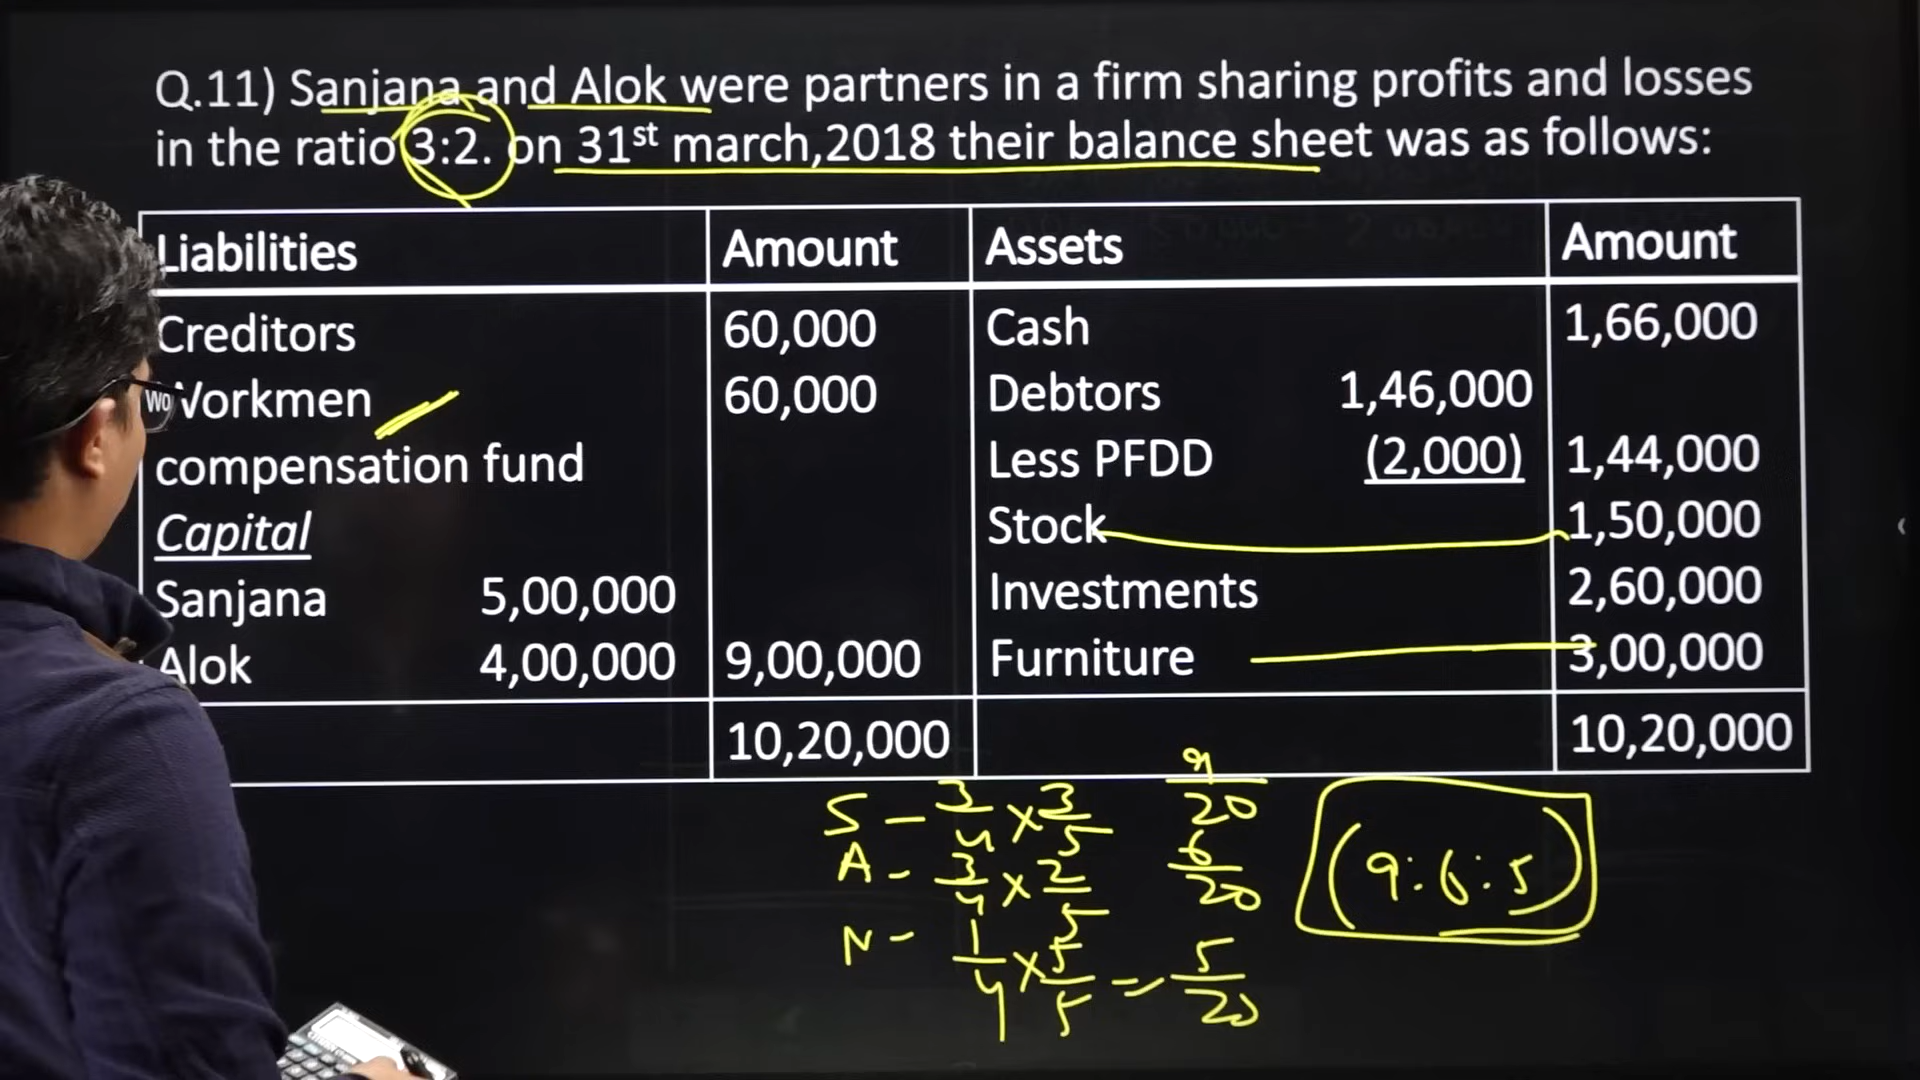 Q.11) Sanjana and Alok were partners in a firm sharing profits and losses
in the ratio 3:2. on 31st march,2018 their balance sheet was as follows:
Liabilities Amount Assets Amount
Creditors 60,000 Cash 1,66,000
Workmen 60,000 Debtors 1,46,000
compensation fund Less PFDD (2,000) 1,44,000
Capital Stock 1,50,000
Sanjana 5,00,000 Investments 2,60,000
Alok 4,00,000 9,00,000 Furniture 3,00,000
10,20,000 10,20,000
S - 3/4 × 3/5 9/20
A - 3/4 × 2/5 6/20
N - 1/4 × 5/5 = 5/20
(9:6:5)